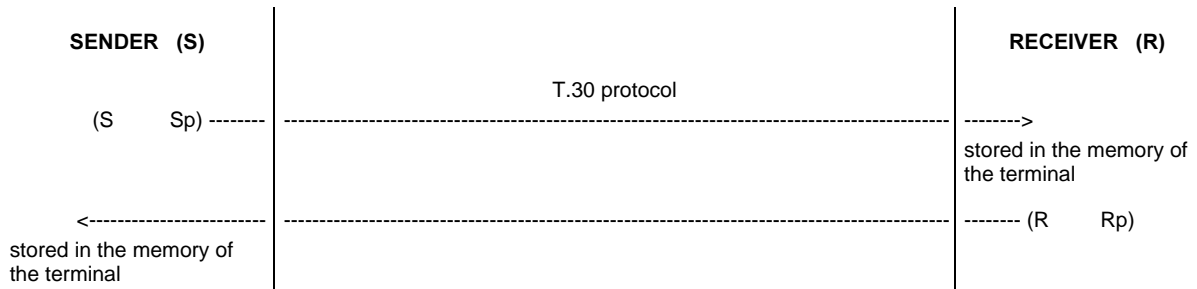 SENDER (S)
RECEIVER (R)
T.30 protocol
(S Sp) -------- ------------------------------------------------------------------------------------------- -------->
stored in the memory of
the terminal
<------------------------- ------------------------------------------------------------------------------------------- -------- (R Rp)
stored in the memory of
the terminal